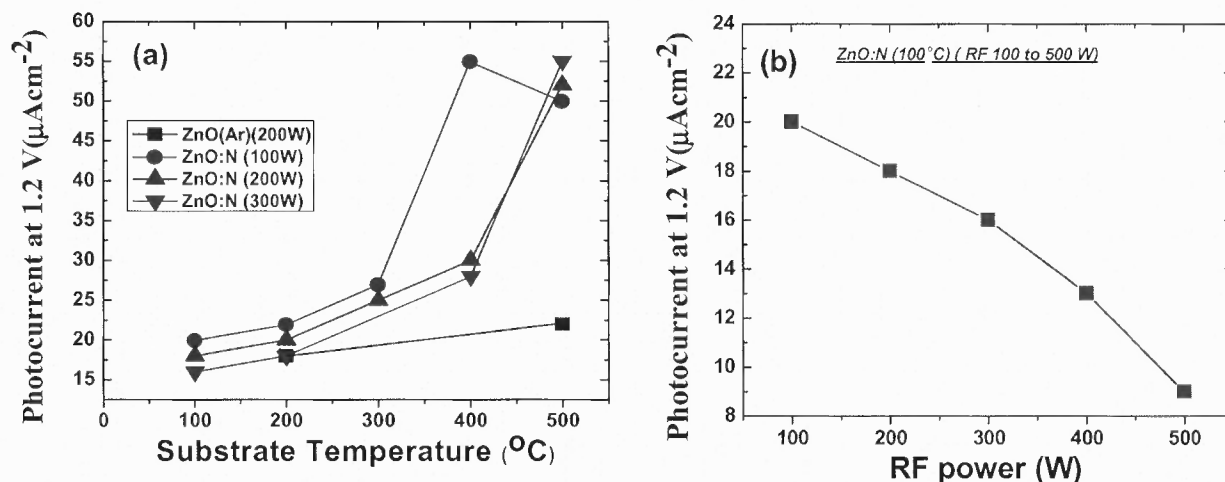 (a)
Photocurrent at 1.2 V(μAcm⁻²)
60
55
50
45
40
35
30
25
20
15
ZnO(Ar)(200W)
ZnO:N (100W)
ZnO:N (200W)
ZnO:N (300W)
0 100 200 300 400 500
Substrate Temperature (ᴼC)
(b)
ZnO:N (100°C) ( RF 100 to 500 W)
Photocurrent at 1.2 V(μAcm⁻²)
24
22
20
18
16
14
12
10
8
100 200 300 400 500
RF power (W)